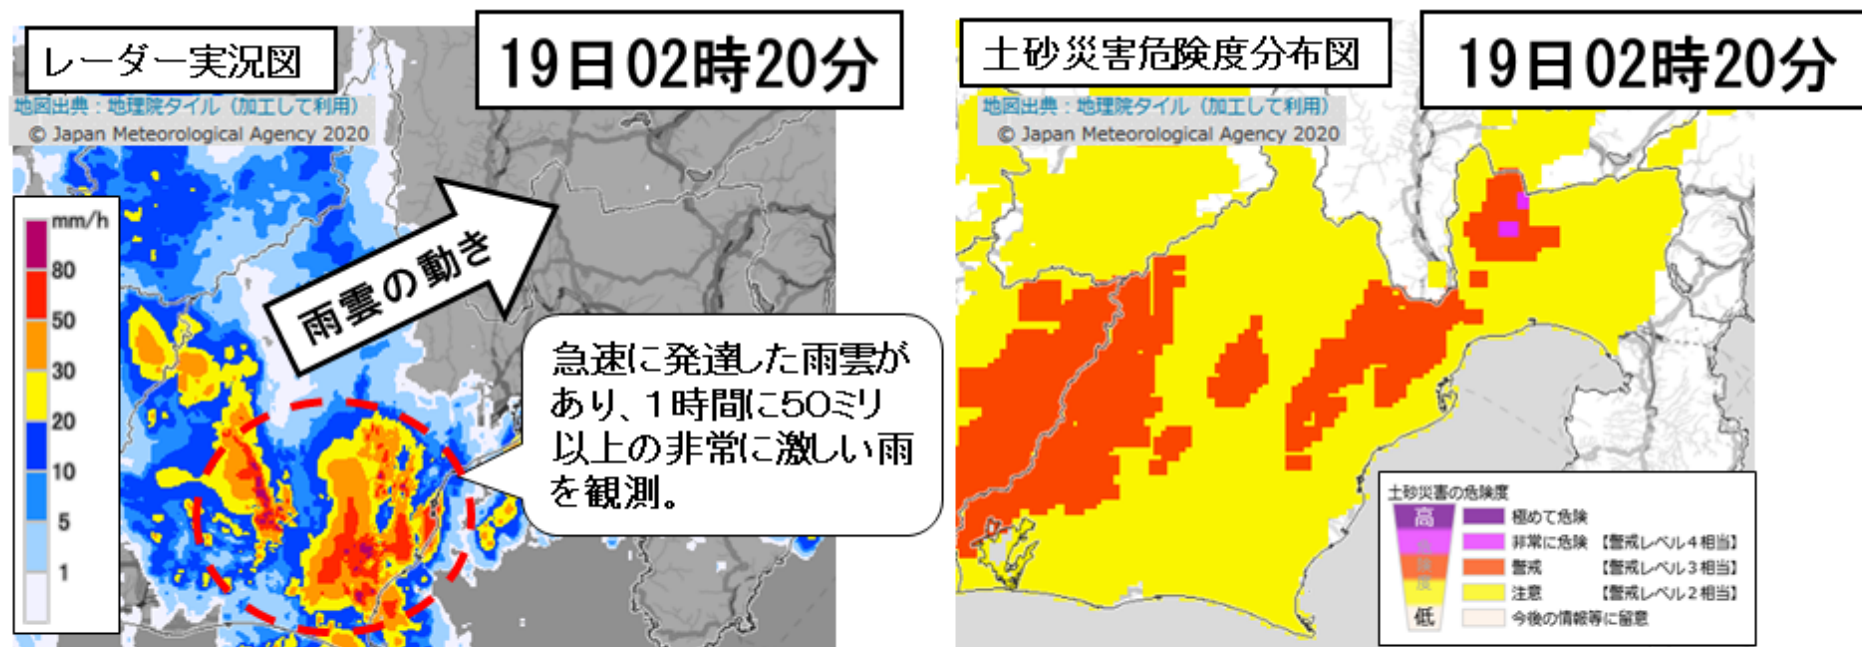 レーダー実況図
19日02時20分
地図出典：地理院タイル（加工して利用）
© Japan Meteorological Agency 2020
mm/h
80
50
30
20
10
5
1
雨雲の動き
急速に発達した雨雲が
あり、1時間に50ミリ
以上の非常に激しい雨
を観測。
土砂災害危険度分布図
19日02時20分
地図出典：地理院タイル（加工して利用）
© Japan Meteorological Agency 2020
土砂災害の危険度
高
危険度
低
極めて危険
非常に危険 【警戒レベル4相当】
警戒 【警戒レベル3相当】
注意 【警戒レベル2相当】
今後の情報等に留意